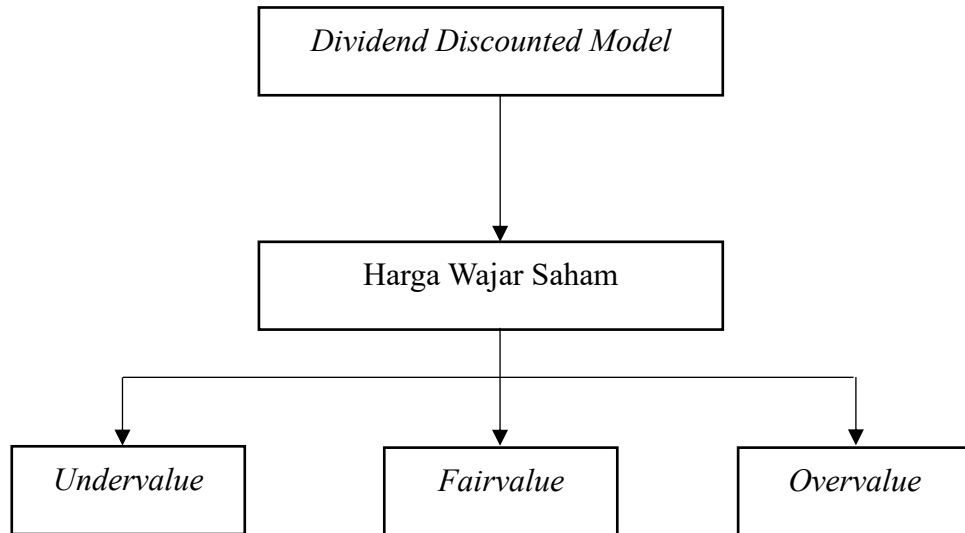 Dividend Discounted Model
Harga Wajar Saham
Undervalue
Fairvalue
Overvalue